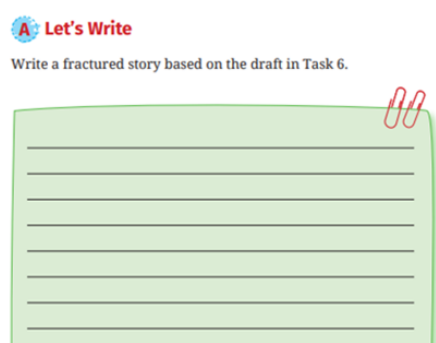 A Let's Write
Write a fractured story based on the draft in Task 6.